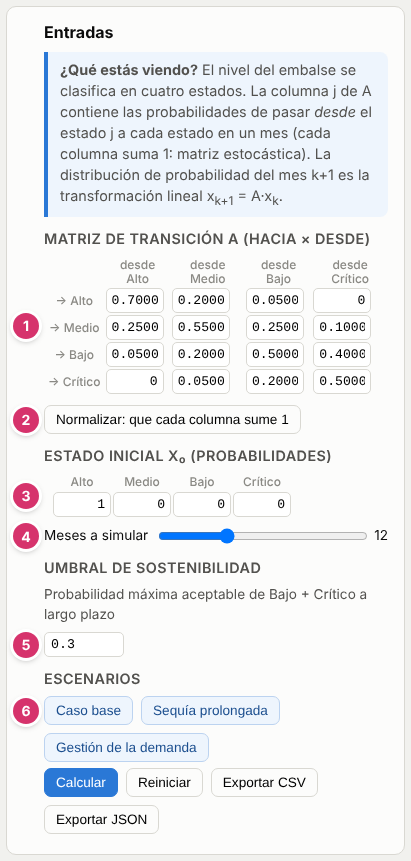 Entradas
¿Qué estás viendo? El nivel del embalse se
clasifica en cuatro estados. La columna j de A
contiene las probabilidades de pasar desde el
estado j a cada estado en un mes (cada
columna suma 1: matriz estocástica). La
distribución de probabilidad del mes k+1 es la
transformación lineal xₖ₊₁ = A·xₖ.
MATRIZ DE TRANSICIÓN A (HACIA × DESDE)
desde desde desde desde
Alto Medio Bajo Crítico
→ Alto 0.7000 0.2000 0.0500 0
1 → Medio 0.2500 0.5500 0.2500 0.1000
→ Bajo 0.0500 0.2000 0.5000 0.4000
→ Crítico 0 0.0500 0.2000 0.5000
2 Normalizar: que cada columna sume 1
ESTADO INICIAL X₀ (PROBABILIDADES)
Alto Medio Bajo Crítico
3 1 0 0 0
4 Meses a simular 12
UMBRAL DE SOSTENIBILIDAD
Probabilidad máxima aceptable de Bajo + Crítico a
largo plazo
5 0.3
ESCENARIOS
6 Caso base Sequía prolongada
Gestión de la demanda
Calcular Reiniciar Exportar CSV
Exportar JSON